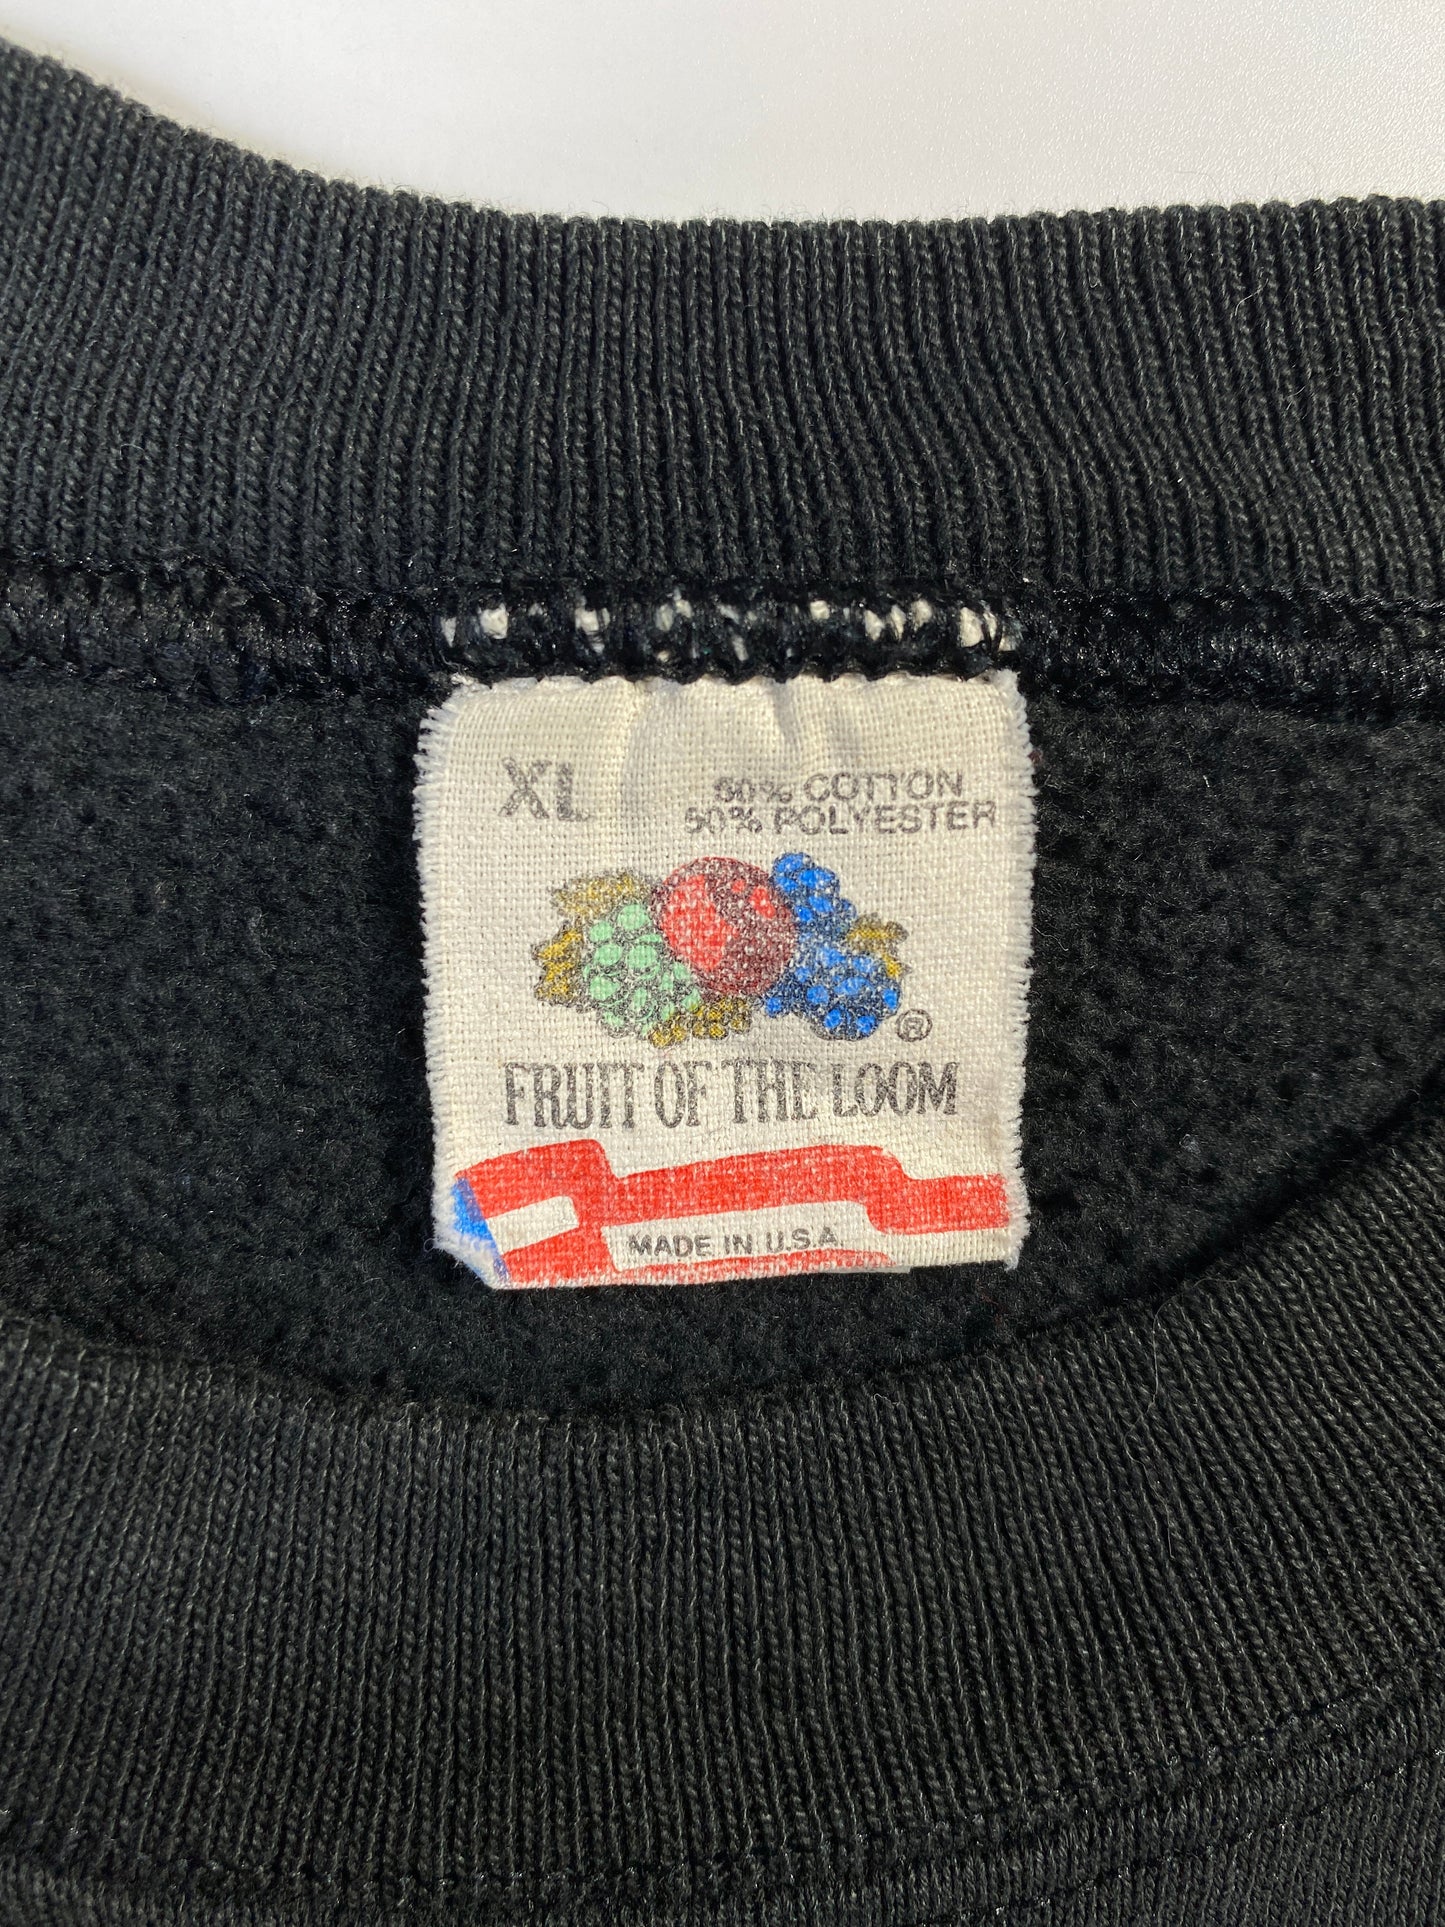 XL
50% COTTON
50% POLYESTER
®
FRUIT OF THE LOOM
MADE IN U.S.A.